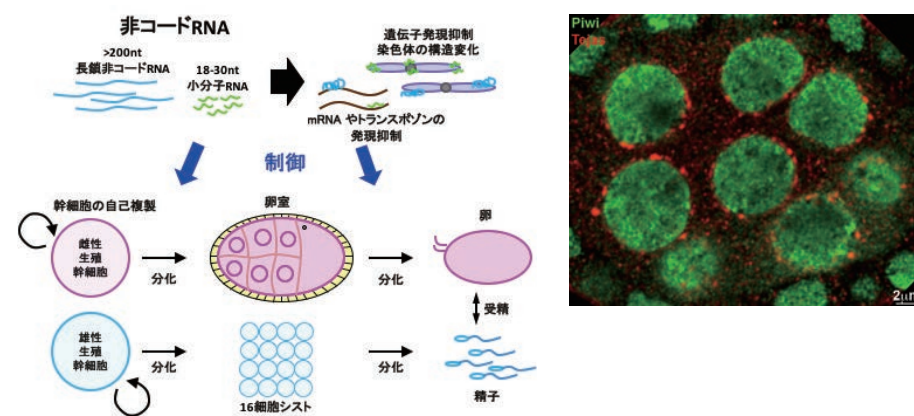 非コードRNA
>200nt
長鎖非コードRNA
18-30nt
小分子RNA
遺伝子発現抑制
染色体の構造変化
mRNA やトランスポゾンの
発現抑制
制御
幹細胞の自己複製
雌性
生殖
幹細胞
分化
卵室
分化
卵
受精
雄性
生殖
幹細胞
分化
16細胞シスト
分化
精子
Piwi
Tejas
2μm